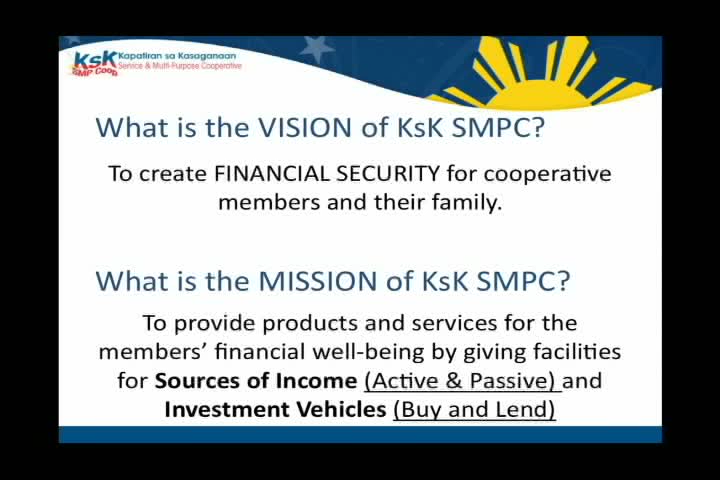 KsK
SMP Coop
Kapatiran sa Kasaganaan
Service & Multi-Purpose Cooperative
What is the VISION of KsK SMPC?
To create FINANCIAL SECURITY for cooperative
members and their family.
What is the MISSION of KsK SMPC?
To provide products and services for the
members’ financial well-being by giving facilities
for Sources of Income (Active & Passive) and
Investment Vehicles (Buy and Lend)